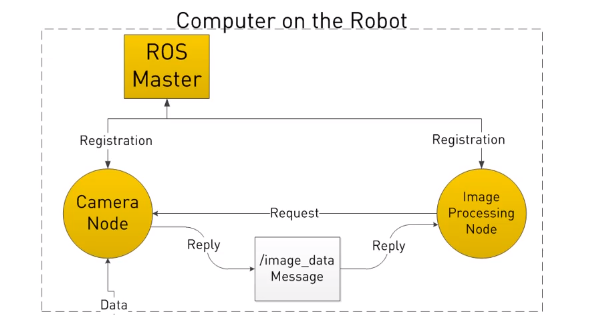 Computer on the Robot
ROS
Master
Registration
Registration
Camera
Node
Image
Processing
Node
Request
Reply
Reply
/image_data
Message
Data